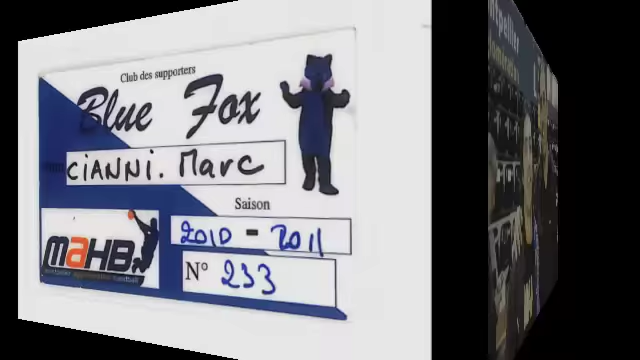 Club des supporters
Blue Fox
CiANNi. Marc
Saison
2010 - 2011
N° 233
MAHB